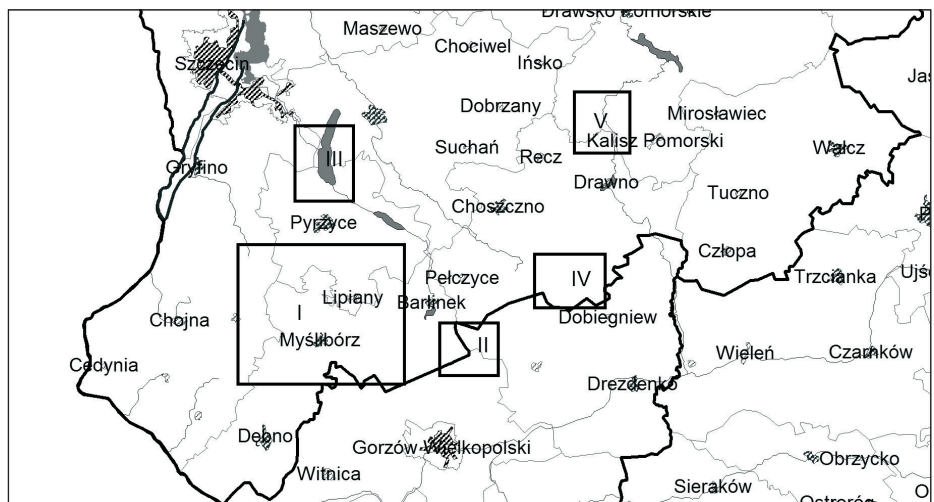 Drawsko Pomorskie
Maszewo
Chociwel
Ińsko
Szczecin
Dobrzany
V
Mirosławiec
Kalisz Pomorski
Suchań
Recz
Wałcz
III
Gryfino
Drawno
Tuczno
Choszczno
Pyrzyce
Człopa
Trzcianka
IV
Pełczyce
Lipiany
Barlinek
I
Chojna
Dobiegniew
Myślibórz
II
Wieleń
Czarnków
Cedynia
Drezdenko
Dębno
Gorzów Wielkopolski
Obrzycko
Witnica
Sieraków